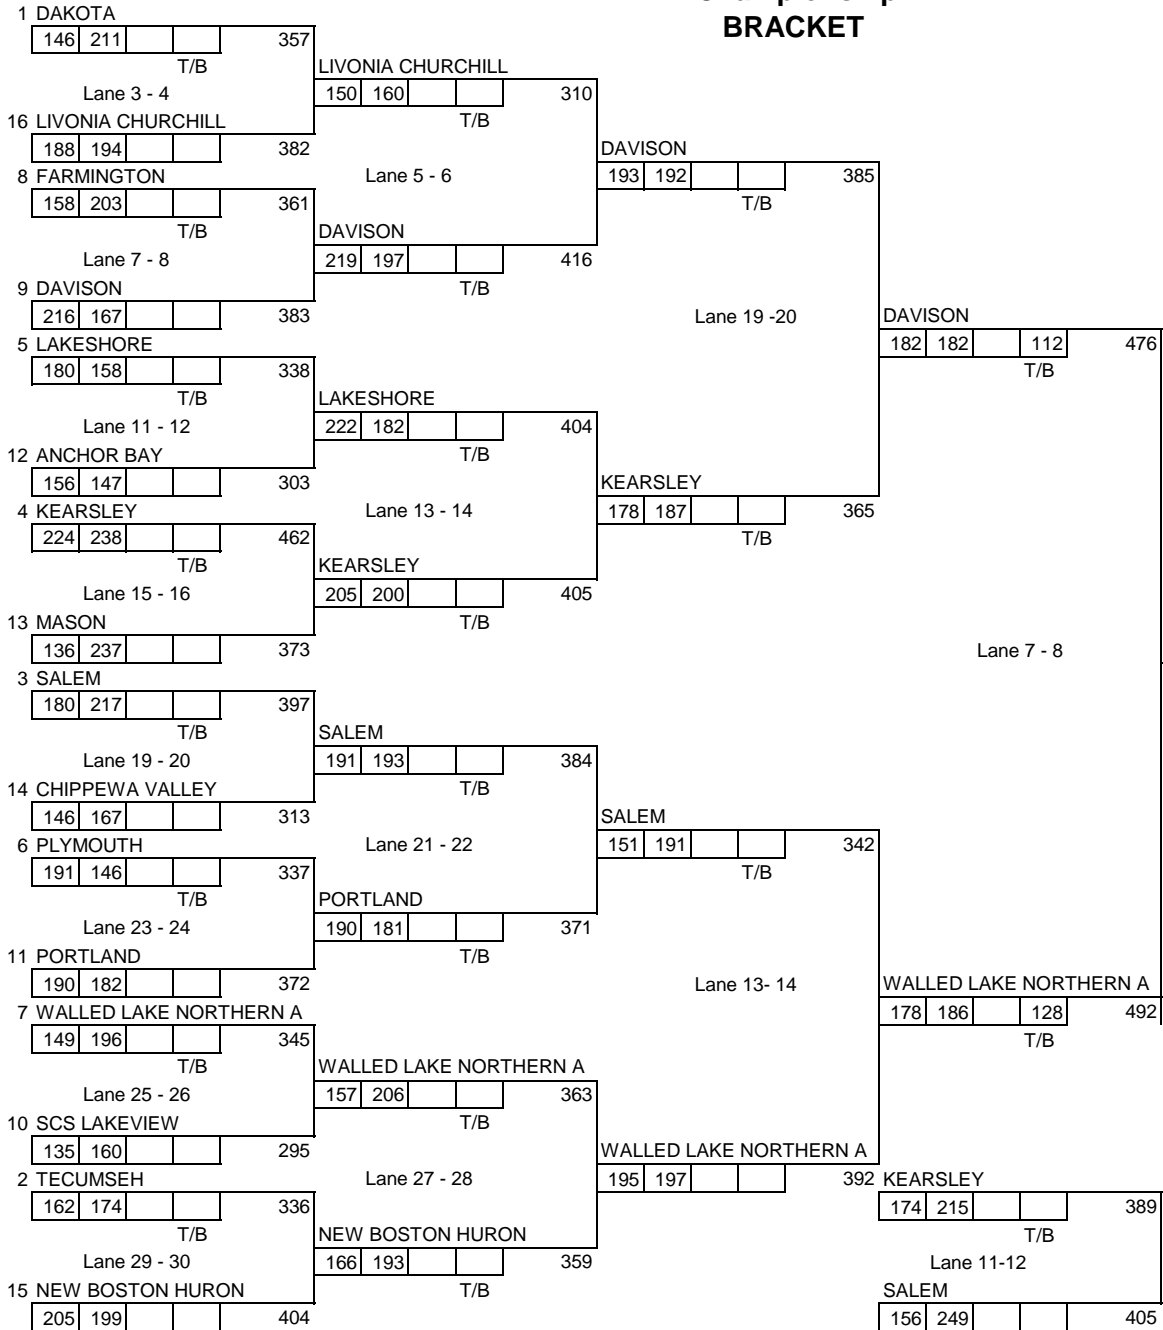 BRACKET
1 DAKOTA
146 211 357
T/B
Lane 3 - 4
16 LIVONIA CHURCHILL
188 194 382
8 FARMINGTON
158 203 361
T/B
Lane 7 - 8
9 DAVISON
216 167 383
5 LAKESHORE
180 158 338
T/B
Lane 11 - 12
12 ANCHOR BAY
156 147 303
4 KEARSLEY
224 238 462
T/B
Lane 15 - 16
13 MASON
136 237 373
3 SALEM
180 217 397
T/B
Lane 19 - 20
14 CHIPPEWA VALLEY
146 167 313
6 PLYMOUTH
191 146 337
T/B
Lane 23 - 24
11 PORTLAND
190 182 372
7 WALLED LAKE NORTHERN A
149 196 345
T/B
Lane 25 - 26
10 SCS LAKEVIEW
135 160 295
2 TECUMSEH
162 174 336
T/B
Lane 29 - 30
15 NEW BOSTON HURON
205 199 404
LIVONIA CHURCHILL
150 160 310
T/B
Lane 5 - 6
DAVISON
219 197 416
T/B
LAKESHORE
222 182 404
T/B
Lane 13 - 14
KEARSLEY
205 200 405
T/B
SALEM
191 193 384
T/B
Lane 21 - 22
PORTLAND
190 181 371
T/B
WALLED LAKE NORTHERN A
157 206 363
T/B
Lane 27 - 28
NEW BOSTON HURON
166 193 359
T/B
DAVISON
193 192 385
T/B
Lane 19 -20
KEARSLEY
178 187 365
T/B
SALEM
151 191 342
T/B
Lane 13- 14
WALLED LAKE NORTHERN A
195 197 392
DAVISON
182 182 112 476
T/B
Lane 7 - 8
WALLED LAKE NORTHERN A
178 186 128 492
T/B
KEARSLEY
174 215 389
T/B
Lane 11-12
SALEM
156 249 405